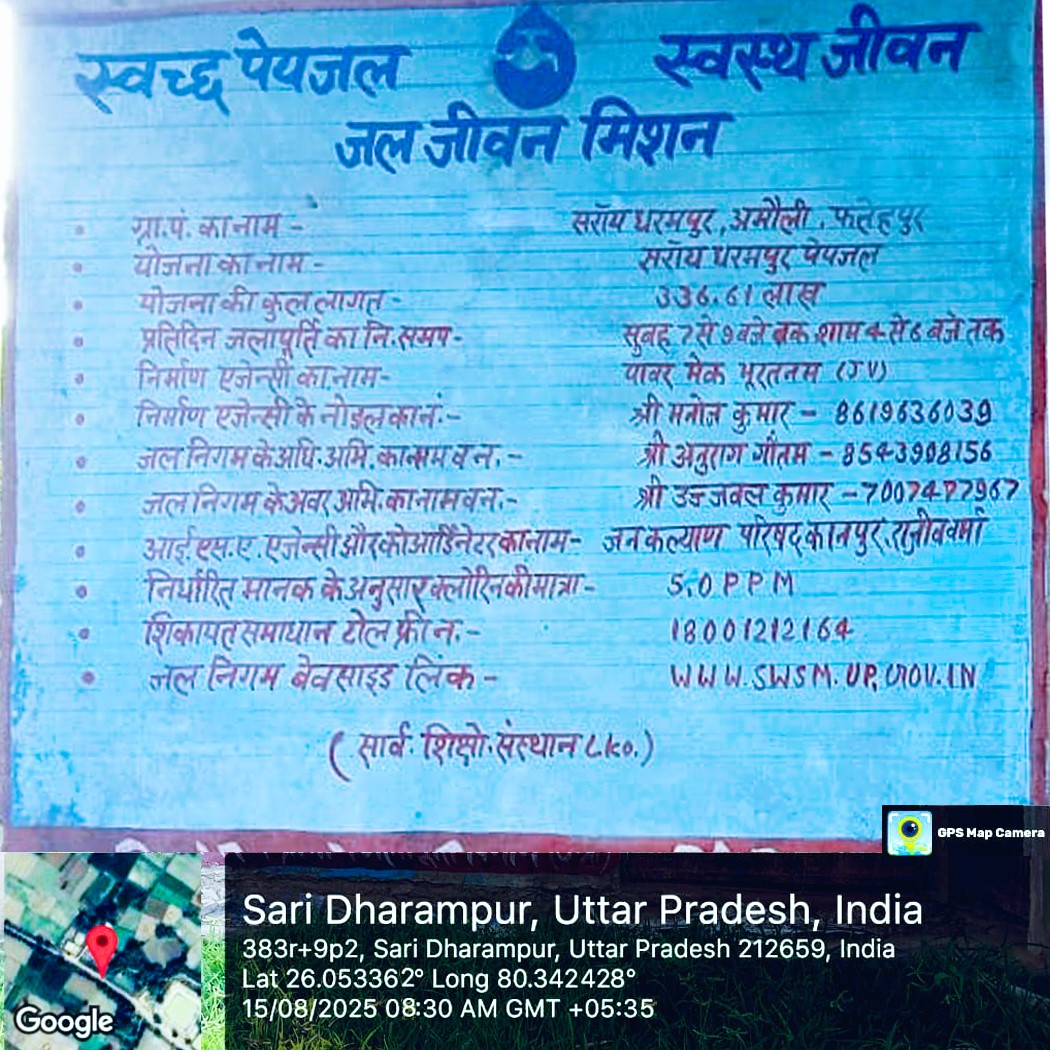 स्वच्छ पेयजल स्वस्थ जीवन
जल जीवन मिशन
• ग्रा.पं. का नाम - सरॉय धरमपुर, अमौली, फतेहपुर
• योजना का नाम - सरॉय धरमपुर पेयजल
• योजना की कुल लागत - 336.61 लाख
• प्रतिदिन जलापूर्ति का नि.समय - सुबह 7 से 9 बजे तक शाम 4 से 6 बजे तक
• निर्माण एजेन्सी का नाम - पावर मेक भूरतनम (JV)
• निर्माण एजेन्सी के नोडल का नं.- श्री मनोज कुमार - 8619636039
• जल निगम के अधि.अभि. का नाम व न.- श्री अनुराग गौतम - 8543908156
• जल निगम के अवर अभि. का नाम व न.- श्री उज्जवल कुमार - 7007477967
• आई.एस.ए. एजेन्सी और कोआर्डिनेटर का नाम - जन कल्याण परिषद कानपुर, राजीव वर्मा
• निर्धारित मानक के अनुसार क्लोरिन की मात्रा - 5.0 PPM
• शिकायत समाधान टोल फ्री न.- 18001212164
• जल निगम बेवसाइड लिंक - WWW.SWSM.UP.GOV.IN
( सार्व. शिक्षो. संस्थान Lko.)
GPS Map Camera
Sari Dharampur, Uttar Pradesh, India
383r+9p2, Sari Dharampur, Uttar Pradesh 212659, India
Lat 26.053362° Long 80.342428°
15/08/2025 08:30 AM GMT +05:35
Google